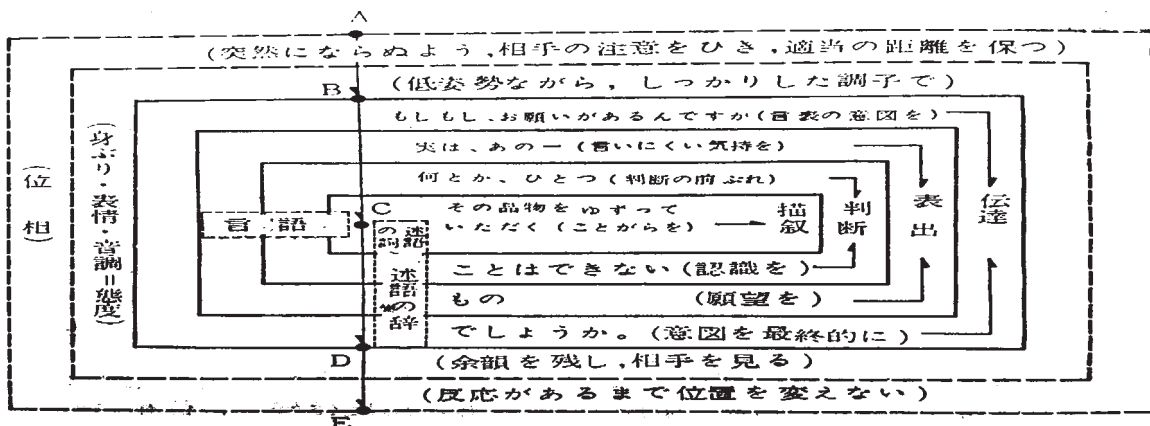 A
(突然にならぬよう,相手の注意をひき,適当の距離を保つ)
(低姿勢ながら,しっかりした調子で)
B
もしもし、お願いがあるんですが(言表の意図を)
実は、あの一(言いにくい気持を)
何とか、ひとつ(判断の前ぶれ)
C
その品物をゆずって
いただく(ことがらを)
描叙
判断
表出
伝達
言語
述語の詞
述語の辞
(身ぶり・表情・音調=態度)
(位相)
ことはできない(認識を)
もの (願望を)
でしょうか。(意図を最終的に)
D
(余韻を残し,相手を見る)
(反応があるまで位置を変えない)
E